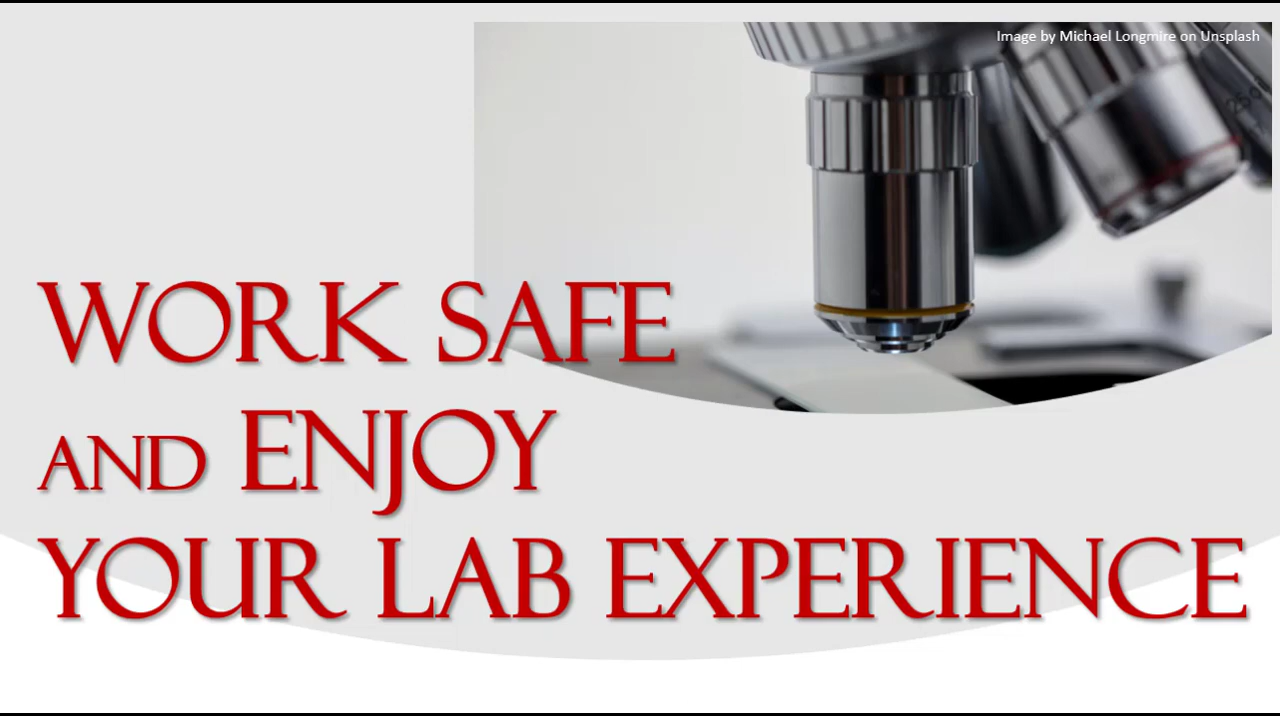 Image by Michael Longmire on Unsplash
WORK SAFE
AND ENJOY
YOUR LAB EXPERIENCE